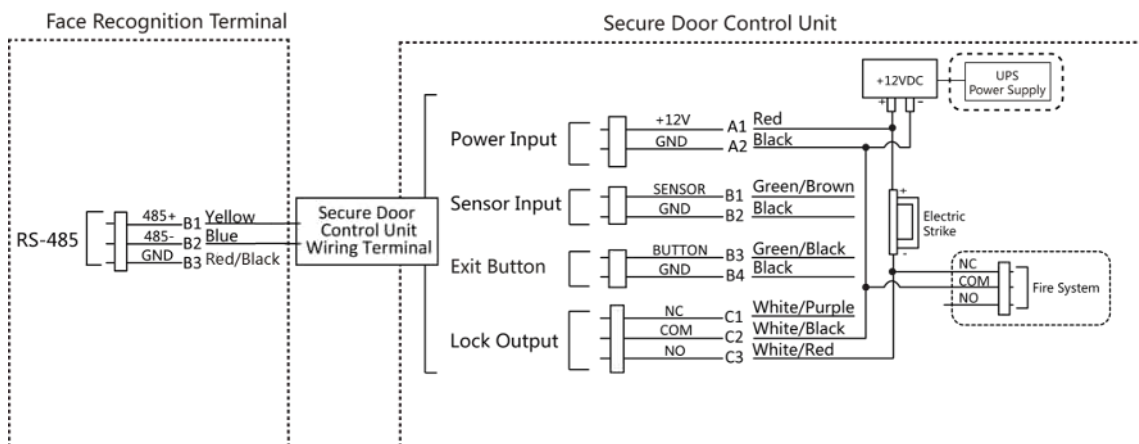 Face Recognition Terminal
Secure Door Control Unit
+12VDC
UPS
Power Supply
+ -
Power Input
+12V A1 Red
GND A2 Black
Sensor Input
SENSOR B1 Green/Brown
GND B2 Black
+
Electric
Strike
-
RS-485
485+ B1 Yellow
485- B2 Blue
GND B3 Red/Black
Secure Door
Control Unit
Wiring Terminal
Exit Button
BUTTON B3 Green/Black
GND B4 Black
NC
COM
NO
Fire System
Lock Output
NC C1 White/Purple
COM C2 White/Black
NO C3 White/Red